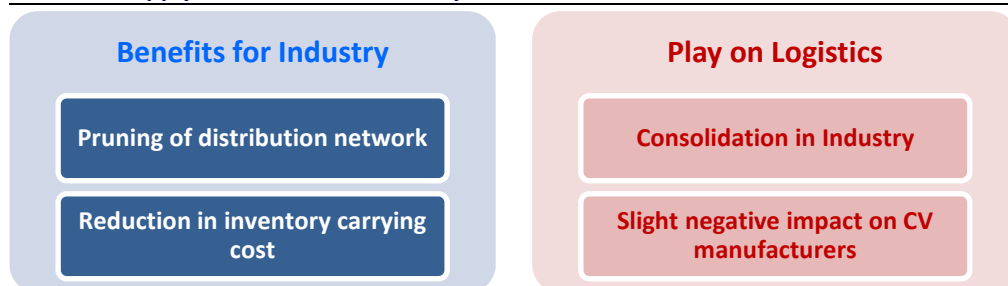 Benefits for Industry
Pruning of distribution network
Reduction in inventory carrying
cost
Play on Logistics
Consolidation in Industry
Slight negative impact on CV
manufacturers